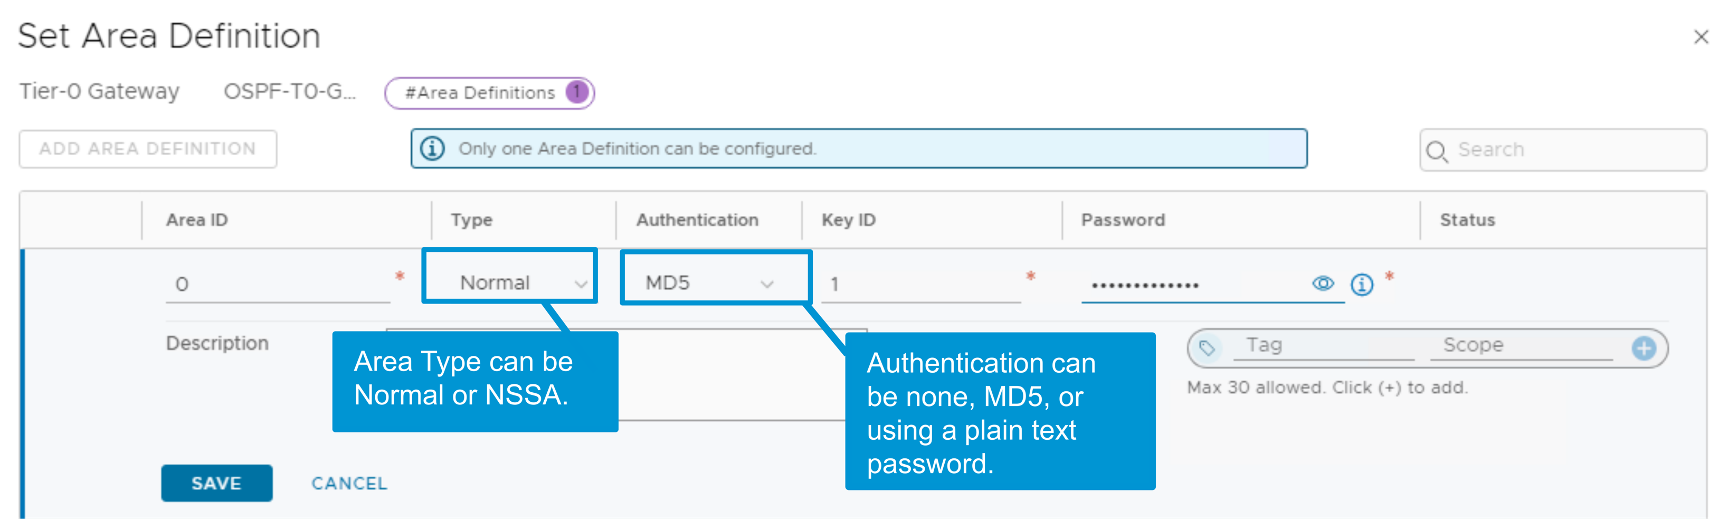 Set Area Definition
Tier-0 Gateway OSPF-T0-G... #Area Definitions 1
ADD AREA DEFINITION Only one Area Definition can be configured. Search
Area ID Type Authentication Key ID Password Status
0 * Normal MD5 1 * ••••••••••••• *
Description
Tag Scope
Max 30 allowed. Click (+) to add.
Area Type can be
Normal or NSSA.
Authentication can
be none, MD5, or
using a plain text
password.
SAVE CANCEL